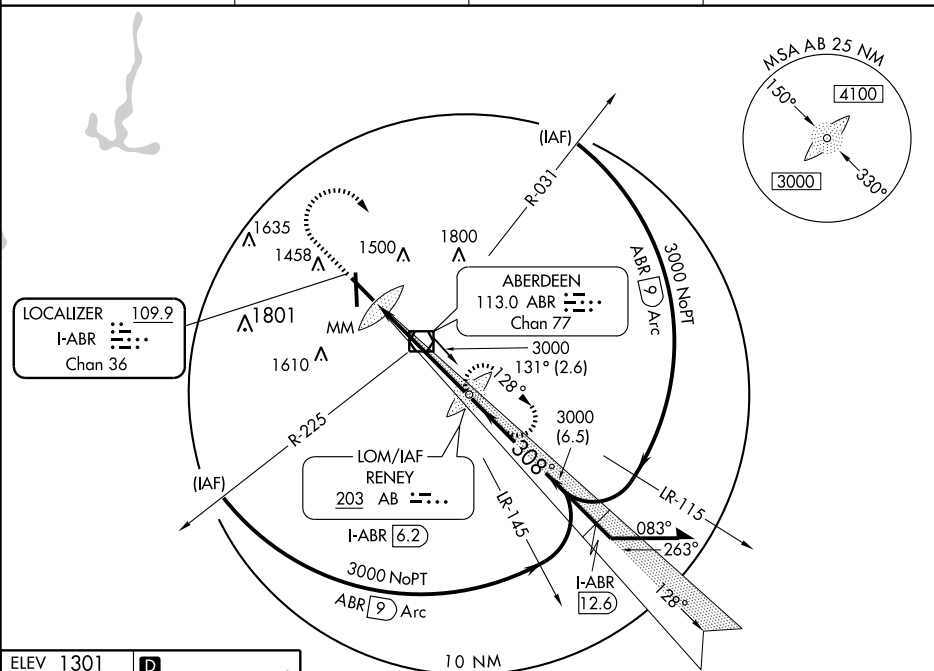 MSA AB 25 NM
150°
4100
3000
330°
(IAF)
R-031
1635
1458
1500
1800
3000 NoPT
ABR 9 Arc
ABERDEEN
113.0 ABR
Chan 77
LOCALIZER 109.9
I-ABR
Chan 36
1801
MM
1610
3000
131° (2.6)
128°
R-225
3000
(6.5)
308°
LOM/IAF
RENEY
203 AB
I-ABR 6.2
(IAF)
LR-145
LR-115
083°
263°
3000 NoPT
ABR 9 Arc
I-ABR
12.6
128°
10 NM
ELEV 1301
D